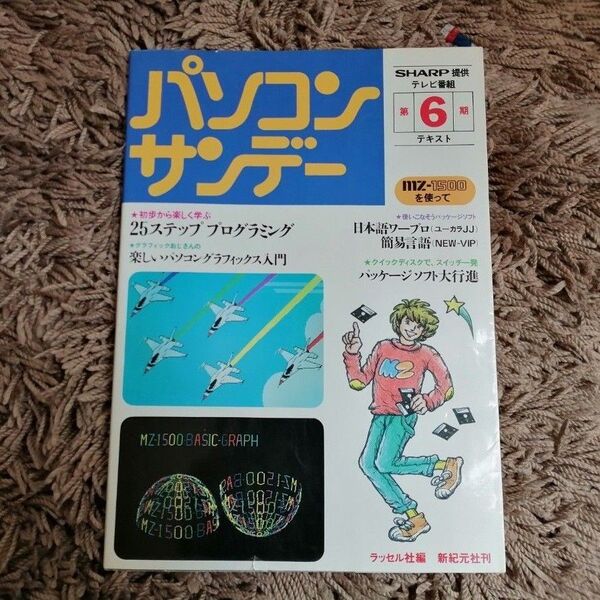 パソコン
サンデー
SHARP提供
テレビ番組
第6期
テキスト
mz-1500
を使って
★初歩から楽しく学ぶ
25ステッププログラミング
★グラフィックおじさんの
楽しいパソコングラフィックス入門
★使いこなそうパッケージソフト
日本語ワープロ(ユーカラJJ)
簡易言語(NEW-VIP)
★クイックディスクで、スイッチ一発
パッケージソフト大行進
MZ
MZ-1500・BASIC-GRAPH
ラッセル社編 新紀元社刊